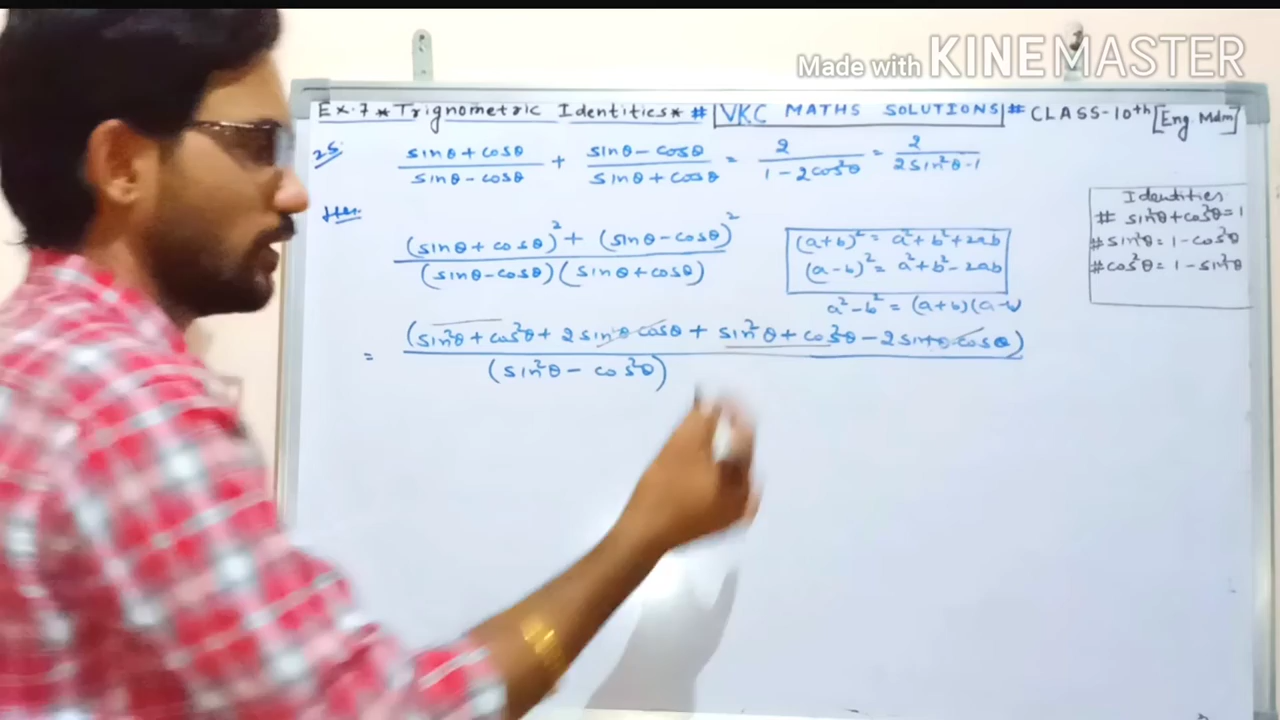 Made with KINEMASTER
Ex.7 * Trignometric Identities * # VKC MATHS SOLUTIONS # CLASS-10th [Eng Mdm]
25. (sinθ + cosθ)/(sinθ - cosθ) + (sinθ - cosθ)/(sinθ + cosθ) = 2/(1 - 2cos²θ) = 2/(2sin²θ - 1)
((sinθ + cosθ)² + (sinθ - cosθ)²)/((sinθ - cosθ)(sinθ + cosθ))
(a+b)² = a² + b² + 2ab
(a-b)² = a² + b² - 2ab
a² - b² = (a+b)(a-b
= (sin²θ + cos²θ + 2sinθ cosθ + sin²θ + cos²θ - 2sinθ cosθ)/(sin²θ - cos²θ)
Identities
# sin²θ + cos²θ = 1
# sin²θ = 1 - cos²θ
# cos²θ = 1 - sin²θ